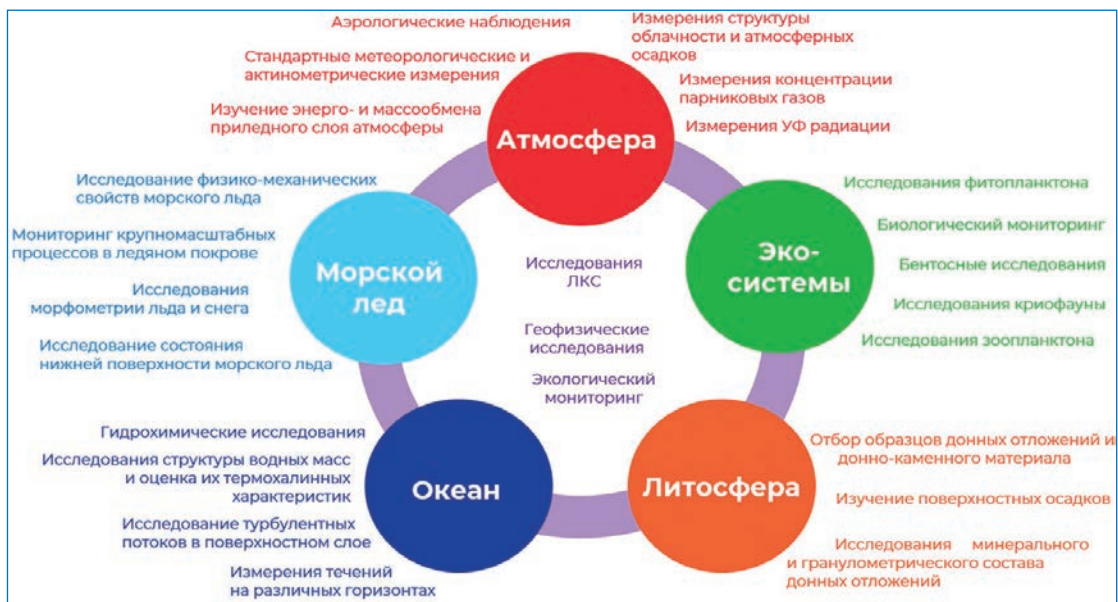 Аэрологические наблюдения
Стандартные метеорологические и
актинометрические измерения
Изучение энерго- и массообмена
приледного слоя атмосферы
Измерения структуры
облачности и атмосферных
осадков
Измерения концентрации
парниковых газов
Измерения УФ радиации
Атмосфера
Исследование физико-механических
свойств морского льда
Мониторинг крупномасштабных
процессов в ледяном покрове
Исследования
морфометрии льда и снега
Исследование состояния
нижней поверхности морского льда
Морской
лед
Исследования
ЛКС
Геофизические
исследования
Экологический
мониторинг
Эко-
системы
Исследования фитопланктона
Биологический мониторинг
Бентосные исследования
Исследования криофауны
Исследования зоопланктона
Гидрохимические исследования
Исследования структуры водных масс
и оценка их термохалинных
характеристик
Исследование турбулентных
потоков в поверхностном слое
Измерения течений
на различных горизонтах
Океан
Литосфера
Отбор образцов донных отложений и
донно-каменного материала
Изучение поверхностных осадков
Исследования минерального
и гранулометрического состава
донных отложений